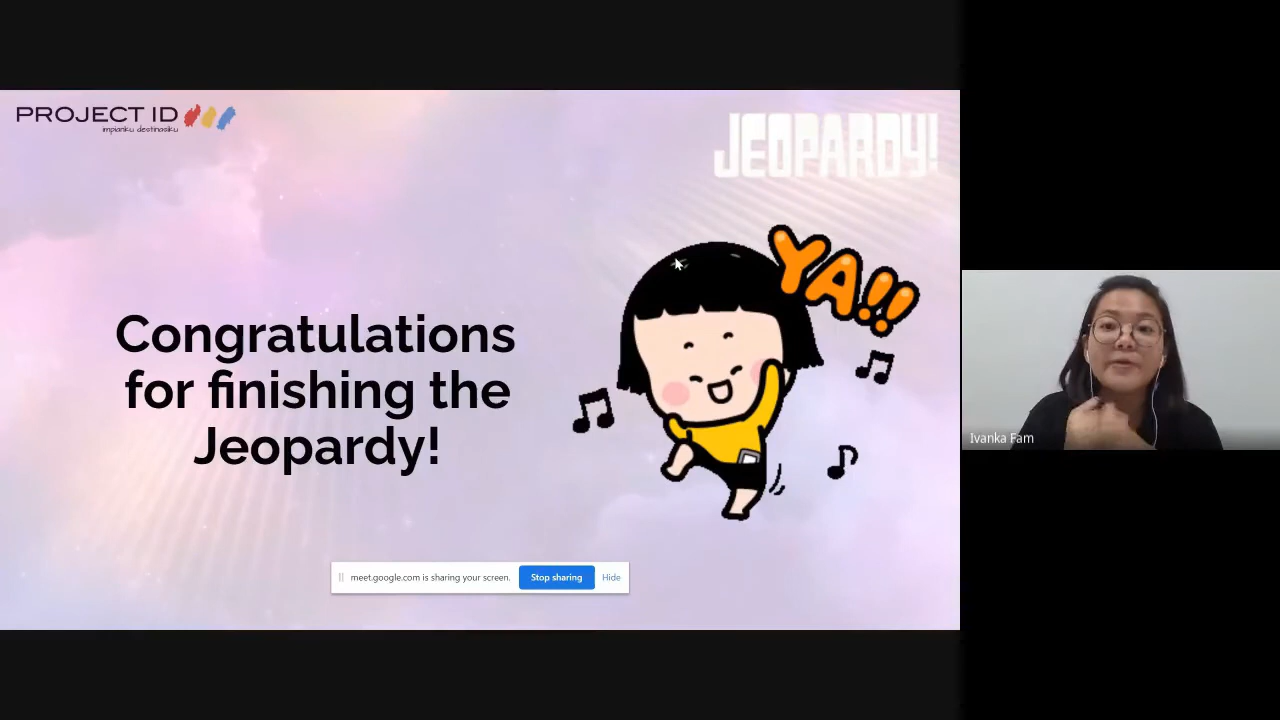 PROJECT ID
impianku destinasiku
JEOPARDY!
YA!!
Congratulations
for finishing the
Jeopardy!
meet.google.com is sharing your screen.
Stop sharing
Hide
Ivanka Fam